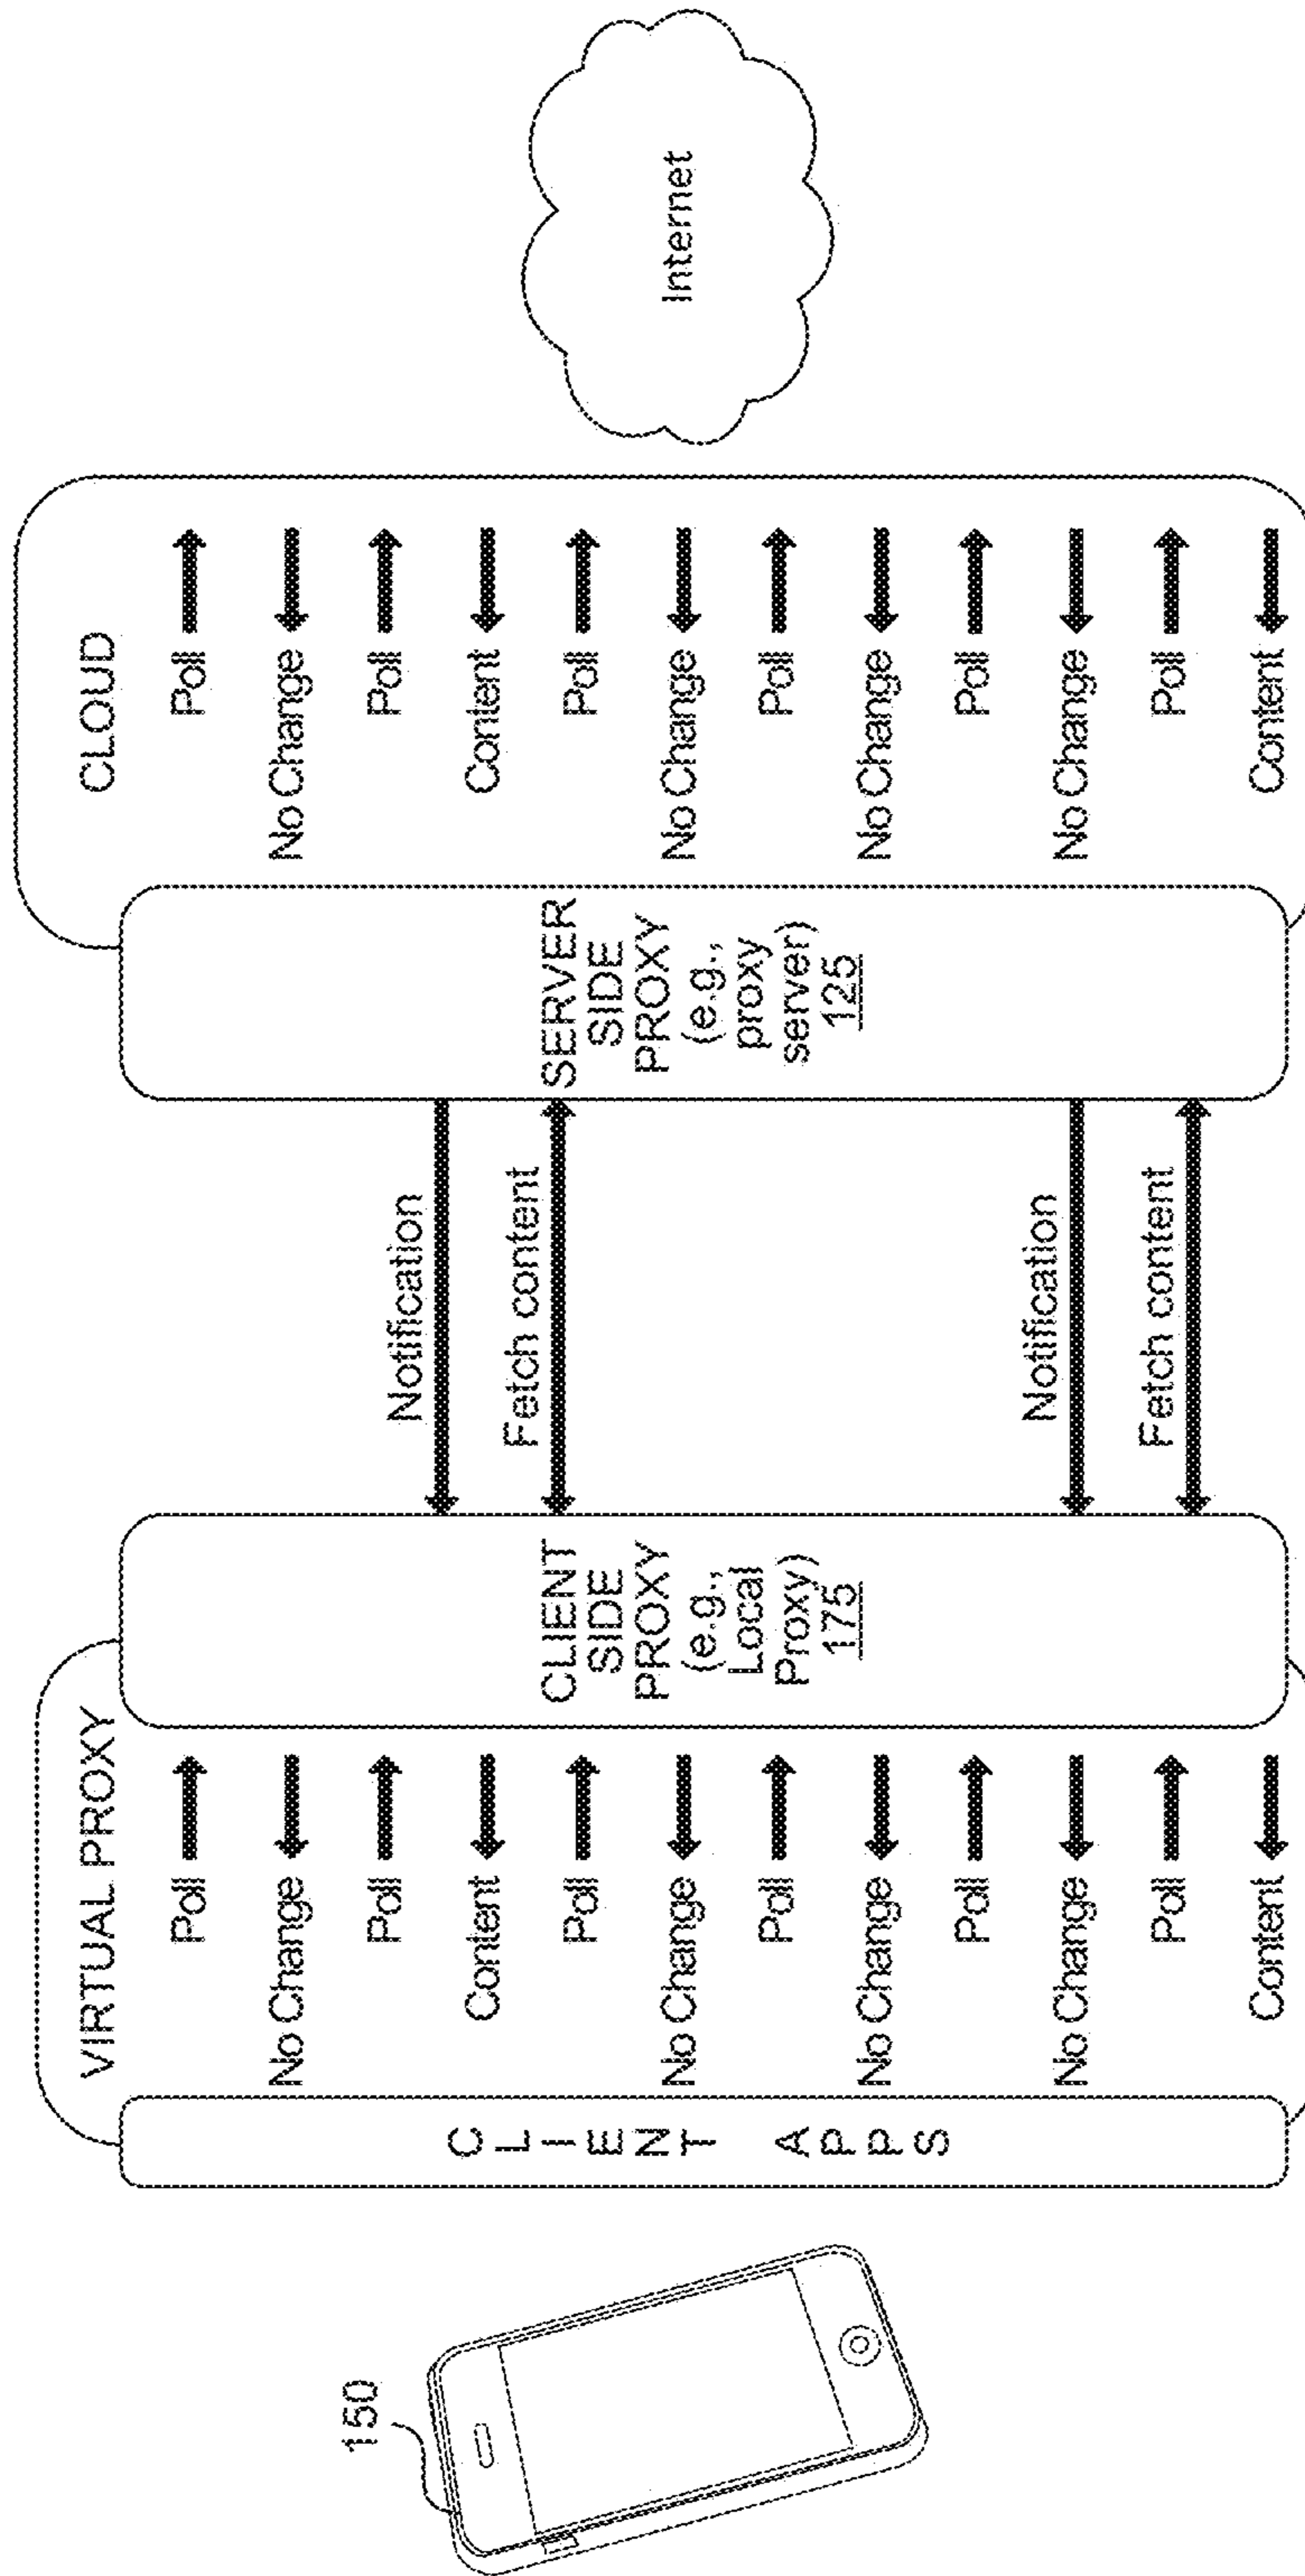 150
CLIENT APPS
VIRTUAL PROXY
Poll
No Change
Poll
Content
Poll
No Change
Poll
No Change
Poll
No Change
Poll
Content
CLIENT
SIDE
PROXY
(e.g.,
Local
Proxy)
175
Notification
Fetch content
Notification
Fetch content
SERVER
SIDE
PROXY
(e.g.,
proxy
server)
125
CLOUD
Poll
No Change
Poll
Content
Poll
No Change
Poll
No Change
Poll
No Change
Poll
Content
Internet